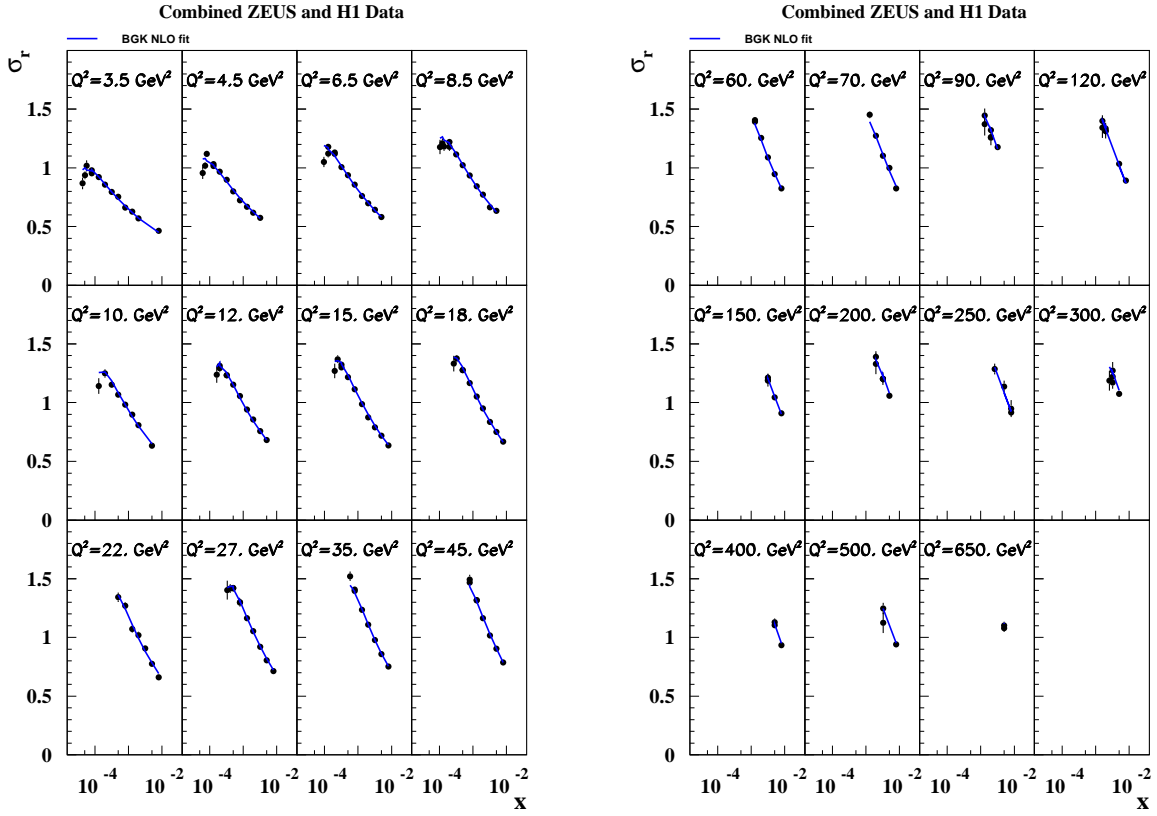 Combined ZEUS and H1 Data
BGK NLO fit
σr
Q²=3.5 GeV² Q²=4.5 GeV² Q²=6.5 GeV² Q²=8.5 GeV²
1.5
1
0.5
0
Q²=10. GeV² Q²=12. GeV² Q²=15. GeV² Q²=18. GeV²
1.5
1
0.5
0
Q²=22. GeV² Q²=27. GeV² Q²=35. GeV² Q²=45. GeV²
1.5
1
0.5
0
10⁻⁴ 10⁻² 10⁻⁴ 10⁻² 10⁻⁴ 10⁻² 10⁻⁴ 10⁻²
x
Combined ZEUS and H1 Data
BGK NLO fit
σr
Q²=60. GeV² Q²=70. GeV² Q²=90. GeV² Q²=120. GeV²
1.5
1
0.5
0
Q²=150. GeV² Q²=200. GeV² Q²=250. GeV² Q²=300. GeV²
1.5
1
0.5
0
Q²=400. GeV² Q²=500. GeV² Q²=650. GeV²
1.5
1
0.5
0
10⁻⁴ 10⁻² 10⁻⁴ 10⁻² 10⁻⁴ 10⁻² 10⁻⁴ 10⁻²
x